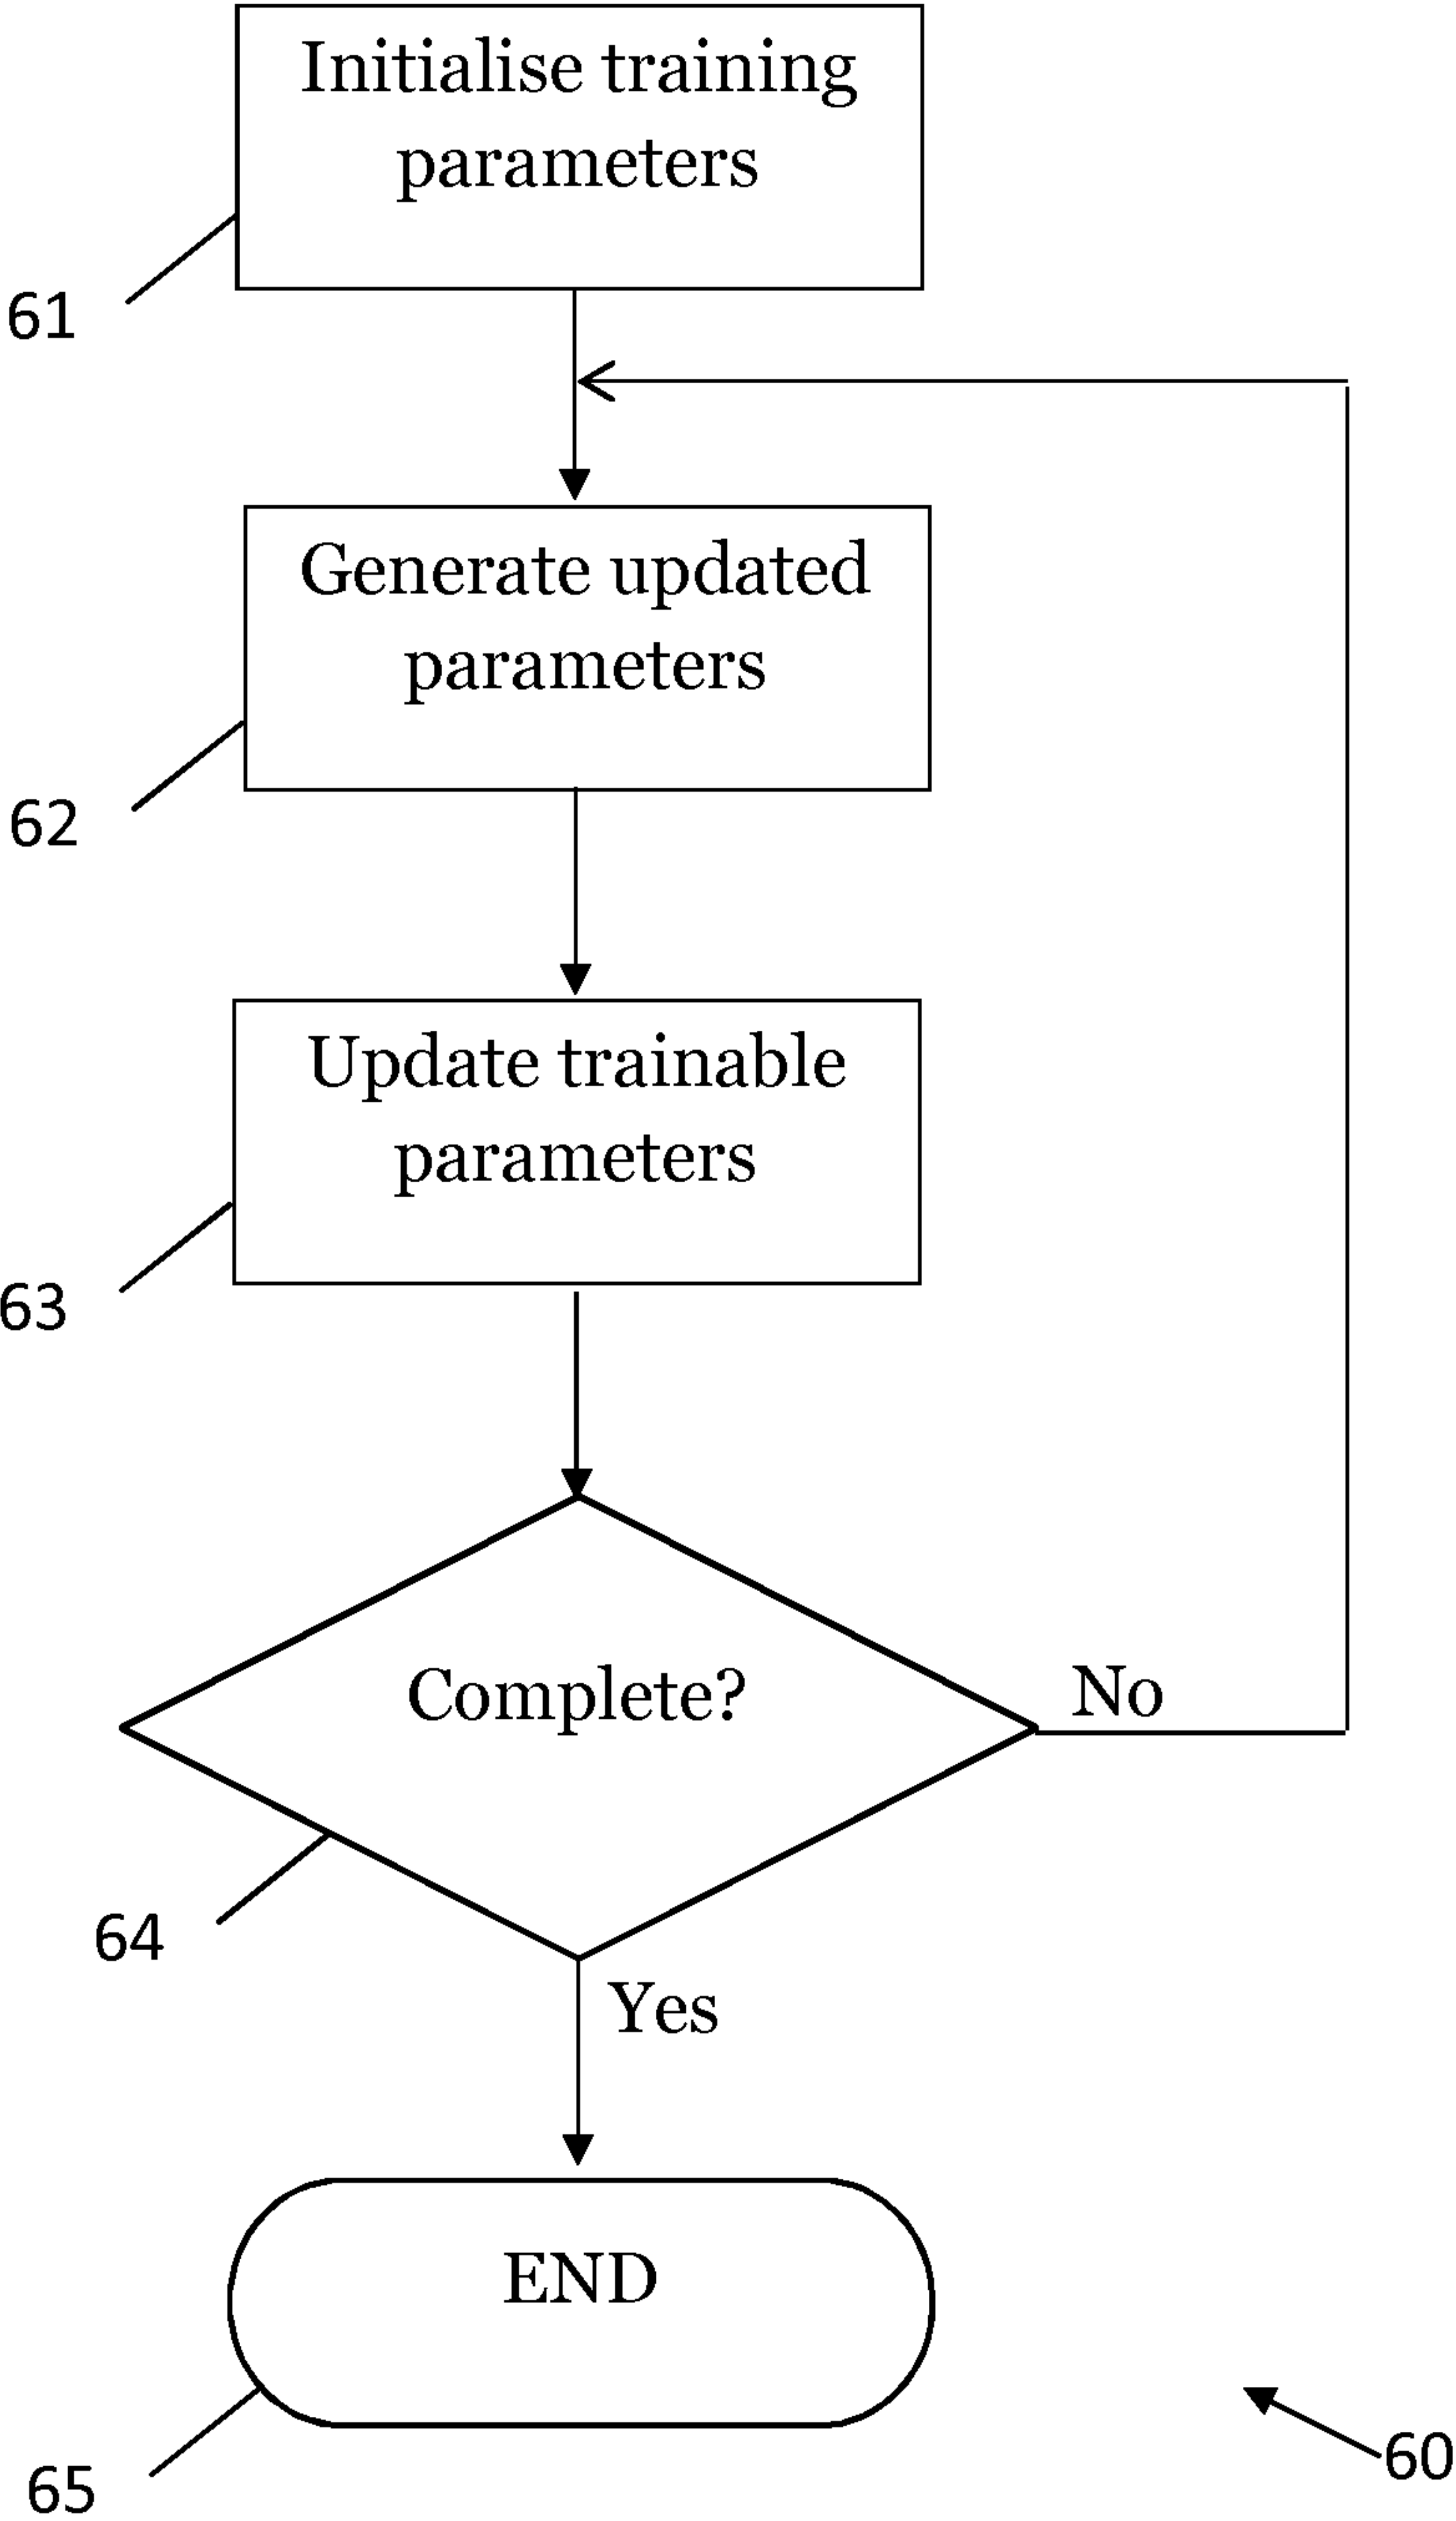 Initialise training
parameters
61
Generate updated
parameters
62
Update trainable
parameters
63
Complete?
No
64
Yes
END
60
65